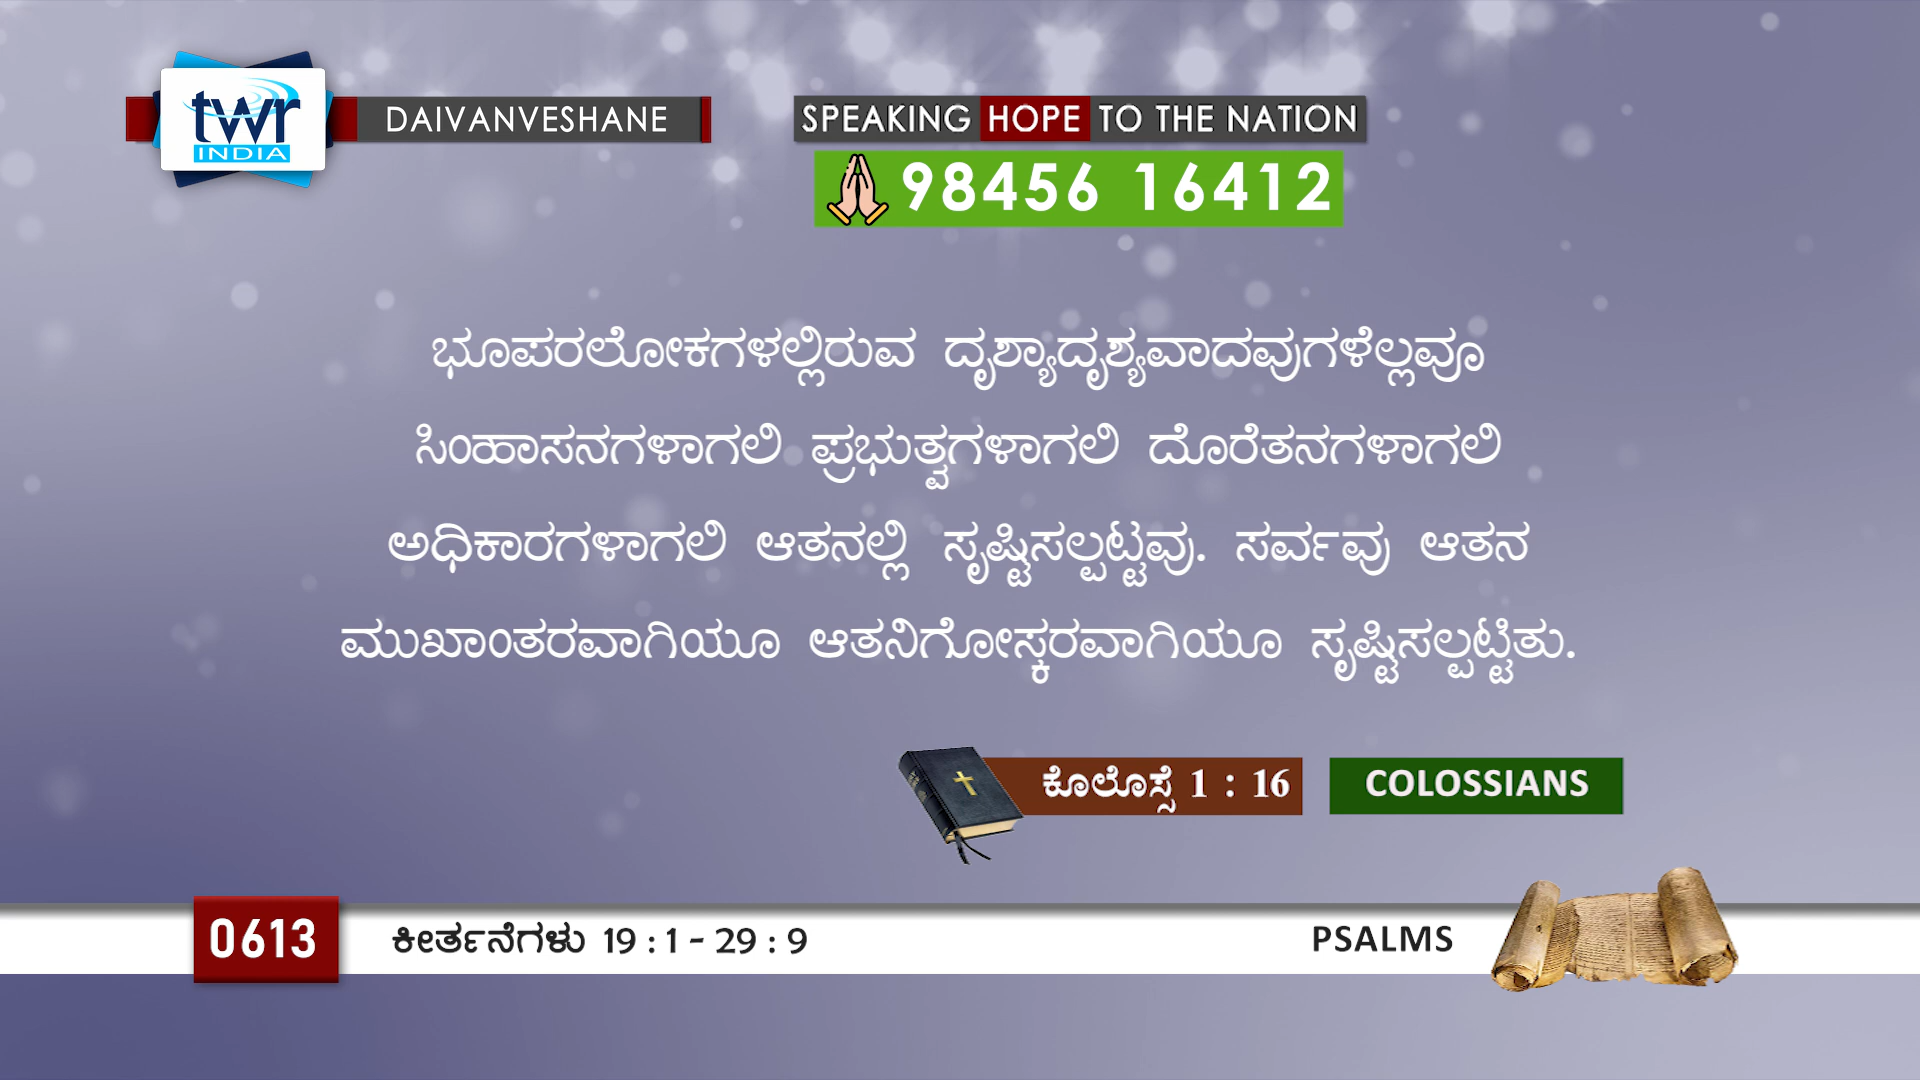 twr
INDIA
DAIVANVESHANE
SPEAKING HOPE TO THE NATION
98456 16412
ಭೂಪರಲೋಕಗಳಲ್ಲಿರುವ ದೃಶ್ಯಾದೃಶ್ಯವಾದವುಗಳೆಲ್ಲವೂ
ಸಿಂಹಾಸನಗಳಾಗಲಿ ಪ್ರಭುತ್ವಗಳಾಗಲಿ ದೊರೆತನಗಳಾಗಲಿ
ಅಧಿಕಾರಗಳಾಗಲಿ ಆತನಲ್ಲಿ ಸೃಷ್ಟಿಸಲ್ಪಟ್ಟವು. ಸರ್ವವು ಆತನ
ಮುಖಾಂತರವಾಗಿಯೂ ಆತನಿಗೋಸ್ಕರವಾಗಿಯೂ ಸೃಷ್ಟಿಸಲ್ಪಟ್ಟಿತು.
ಕೊಲೊಸ್ಸೆ 1 : 16 COLOSSIANS
0613 ಕೀರ್ತನೆಗಳು 19 : 1 - 29 : 9 PSALMS